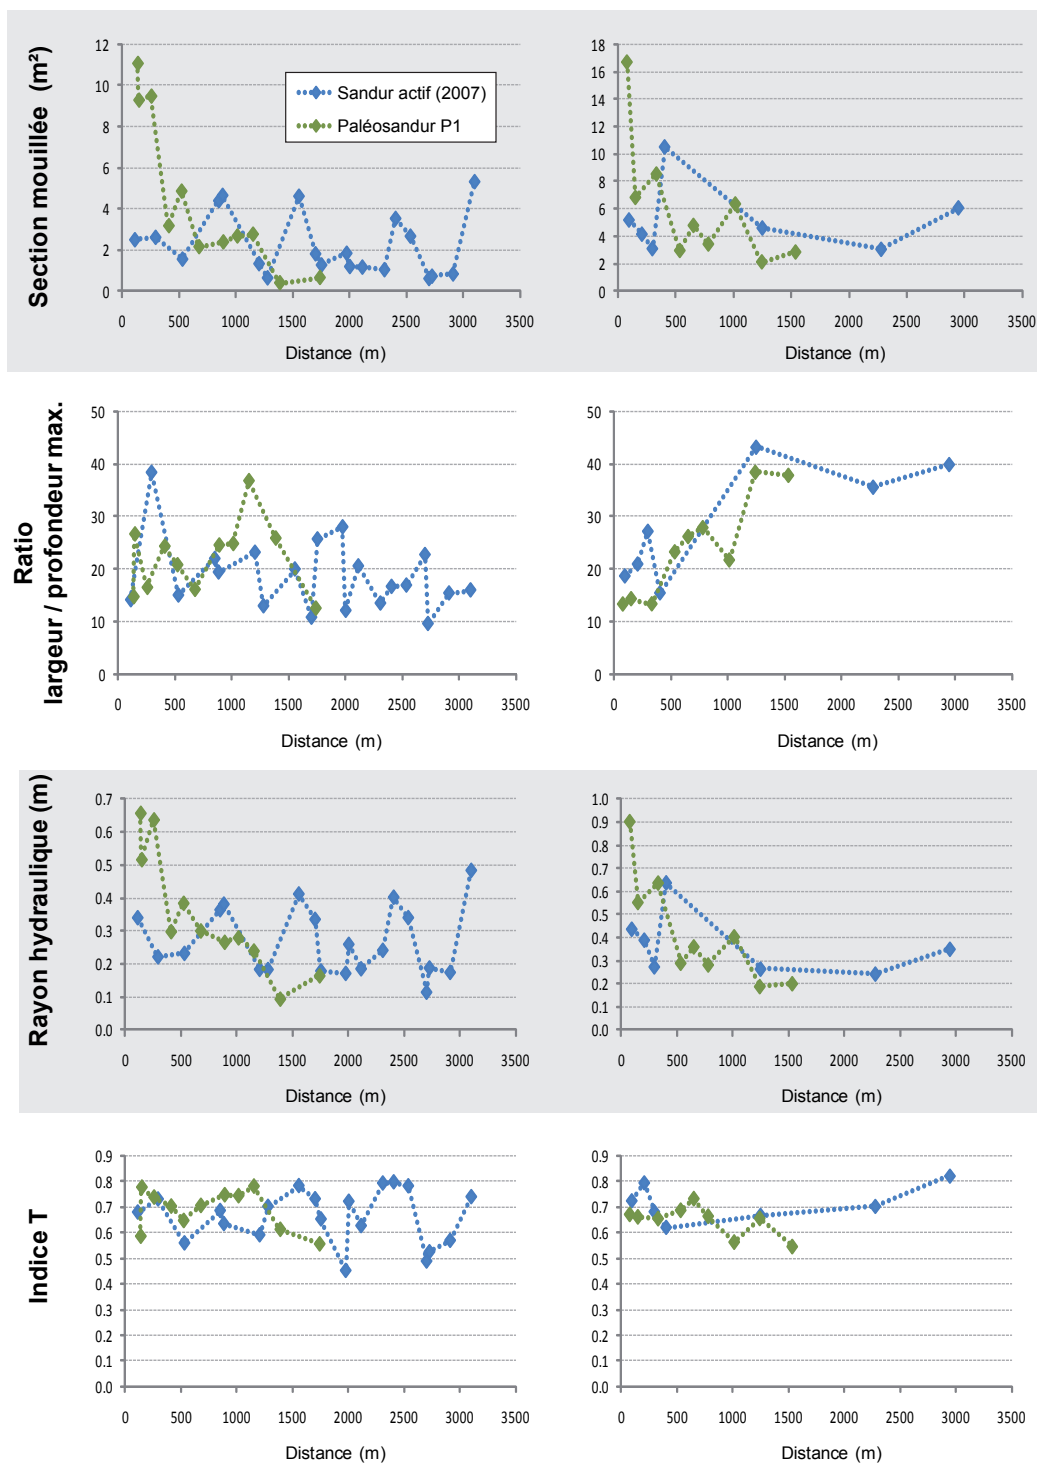 Section mouillée (m²)
12
10
8
6
4
2
0
0 500 1000 1500 2000 2500 3000 3500
Distance (m)
Sandur actif (2007)
Paléosandur P1
18
16
14
12
10
8
6
4
2
0
0 500 1000 1500 2000 2500 3000 3500
Distance (m)
Ratio
largeur / profondeur max.
50
40
30
20
10
0
0 500 1000 1500 2000 2500 3000 3500
Distance (m)
50
40
30
20
10
0
0 500 1000 1500 2000 2500 3000 3500
Distance (m)
Rayon hydraulique (m)
0.7
0.6
0.5
0.4
0.3
0.2
0.1
0.0
0 500 1000 1500 2000 2500 3000 3500
Distance (m)
1.0
0.9
0.8
0.7
0.6
0.5
0.4
0.3
0.2
0.1
0.0
0 500 1000 1500 2000 2500 3000 3500
Distance (m)
Indice T
0.9
0.8
0.7
0.6
0.5
0.4
0.3
0.2
0.1
0.0
0 500 1000 1500 2000 2500 3000 3500
Distance (m)
0.9
0.8
0.7
0.6
0.5
0.4
0.3
0.2
0.1
0.0
0 500 1000 1500 2000 2500 3000 3500
Distance (m)